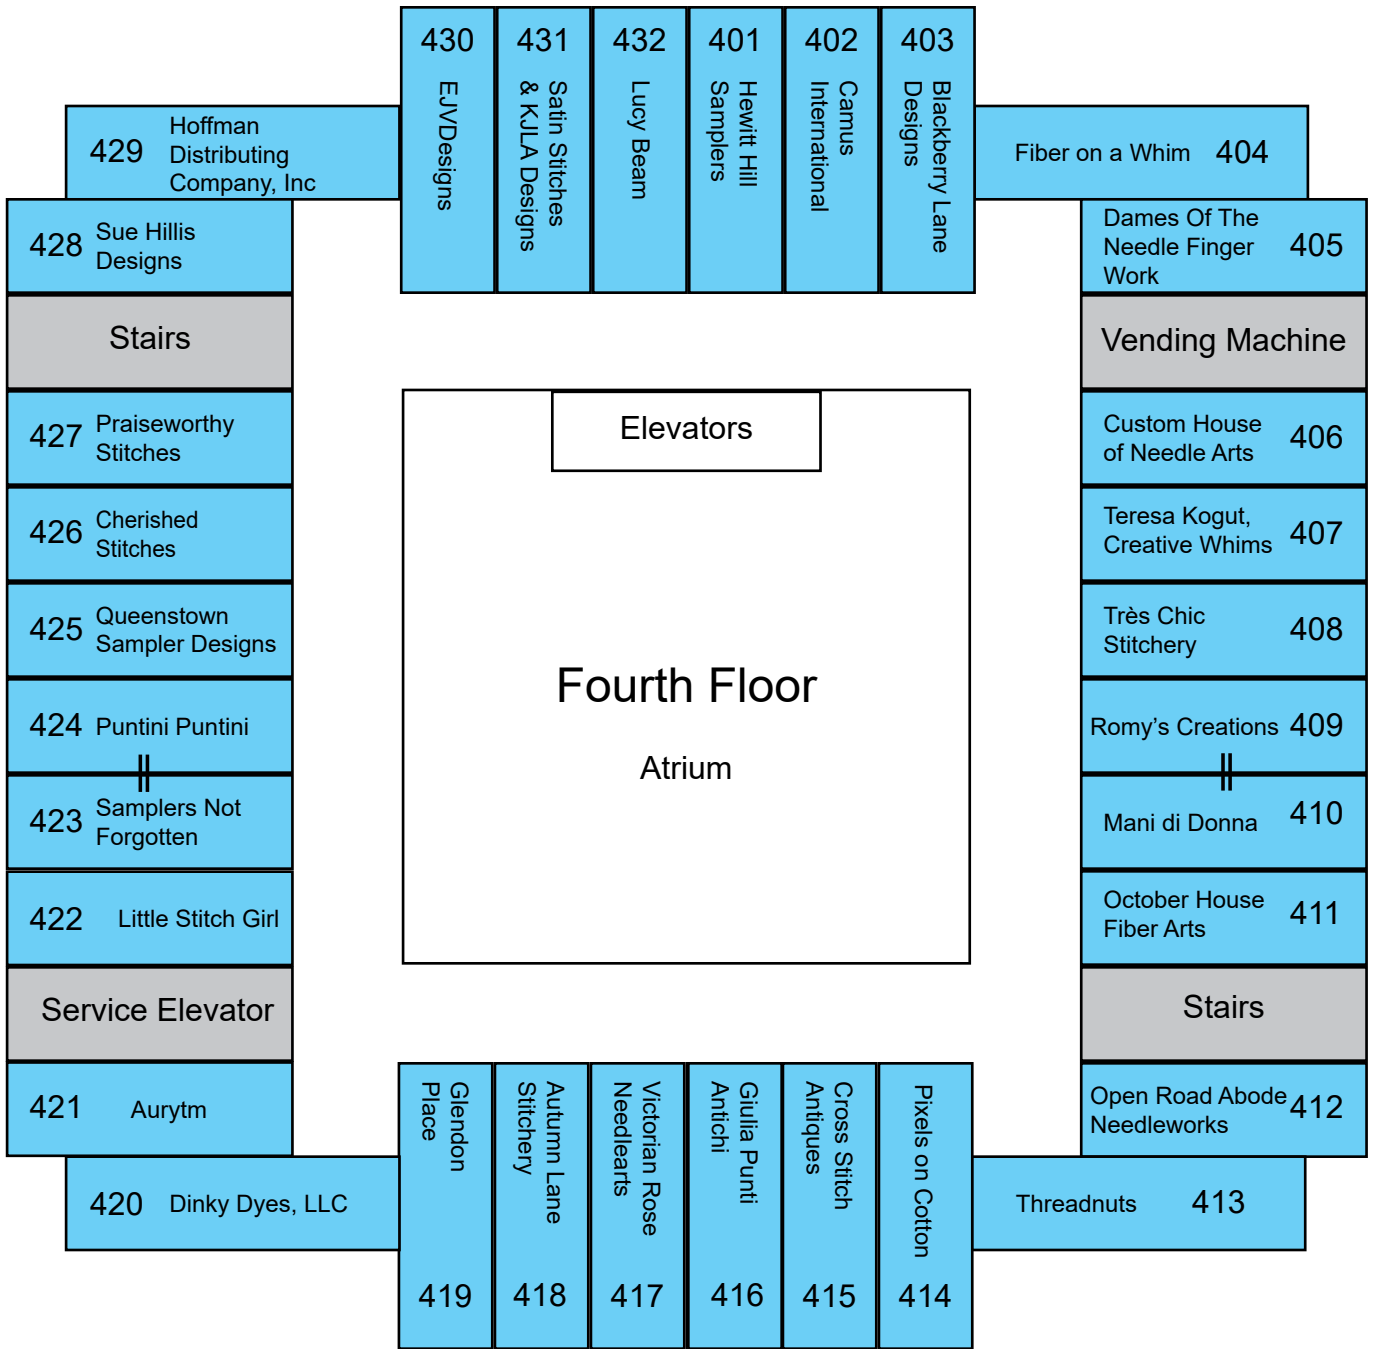 430
EJVDesigns
431
Satin Stitches
& KJLA Designs
432
Lucy Beam
401
Hewitt Hill
Samplers
402
Camus
International
403
Blackberry Lane
Designs
429
Hoffman
Distributing
Company, Inc
Fiber on a Whim 404
428
Sue Hillis
Designs
Dames Of The
Needle Finger
Work
405
Stairs
Vending Machine
427
Praiseworthy
Stitches
Elevators
Custom House
of Needle Arts
406
426
Cherished
Stitches
Teresa Kogut,
Creative Whims
407
425
Queenstown
Sampler Designs
Très Chic
Stitchery
408
Fourth Floor
Atrium
424 Puntini Puntini
Romy’s Creations 409
423
Samplers Not
Forgotten
Mani di Donna 410
422 Little Stitch Girl
October House
Fiber Arts
411
Service Elevator
Stairs
421 Aurytm
Open Road Abode
Needleworks
412
420 Dinky Dyes, LLC
Glendon
Place
419
Autumn Lane
Stitchery
418
Victorian Rose
Needlearts
417
Giulia Punti
Antichi
416
Cross Stitch
Antiques
415
Pixels on Cotton
414
Threadnuts 413